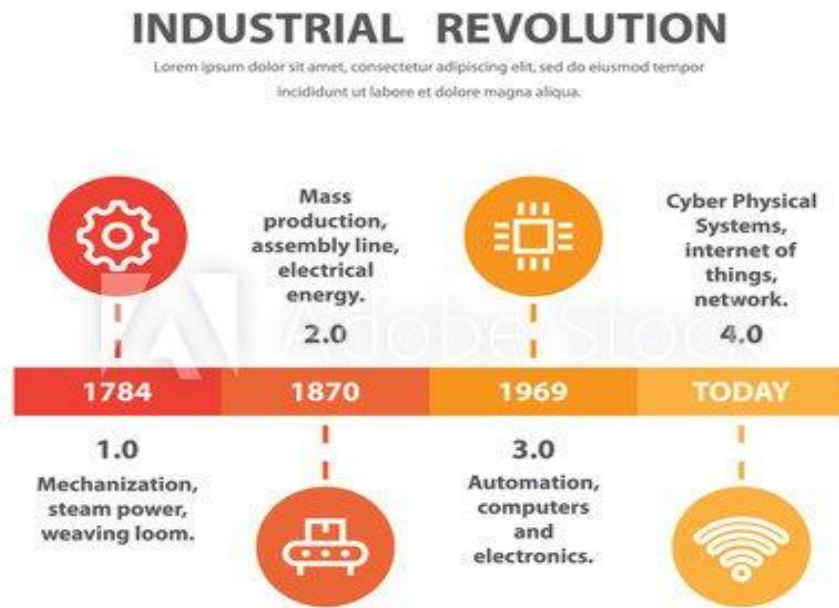 INDUSTRIAL REVOLUTION
Lorem ipsum dolor sit amet, consectetur adipiscing elit, sed do eiusmod tempor
incididunt ut labore et dolore magna aliqua.
Mass
production,
assembly line,
electrical
energy.
2.0
Cyber Physical
Systems,
internet of
things,
network.
4.0
Adobe Stock
1784
1870
1969
TODAY
1.0
Mechanization,
steam power,
weaving loom.
3.0
Automation,
computers
and
electronics.